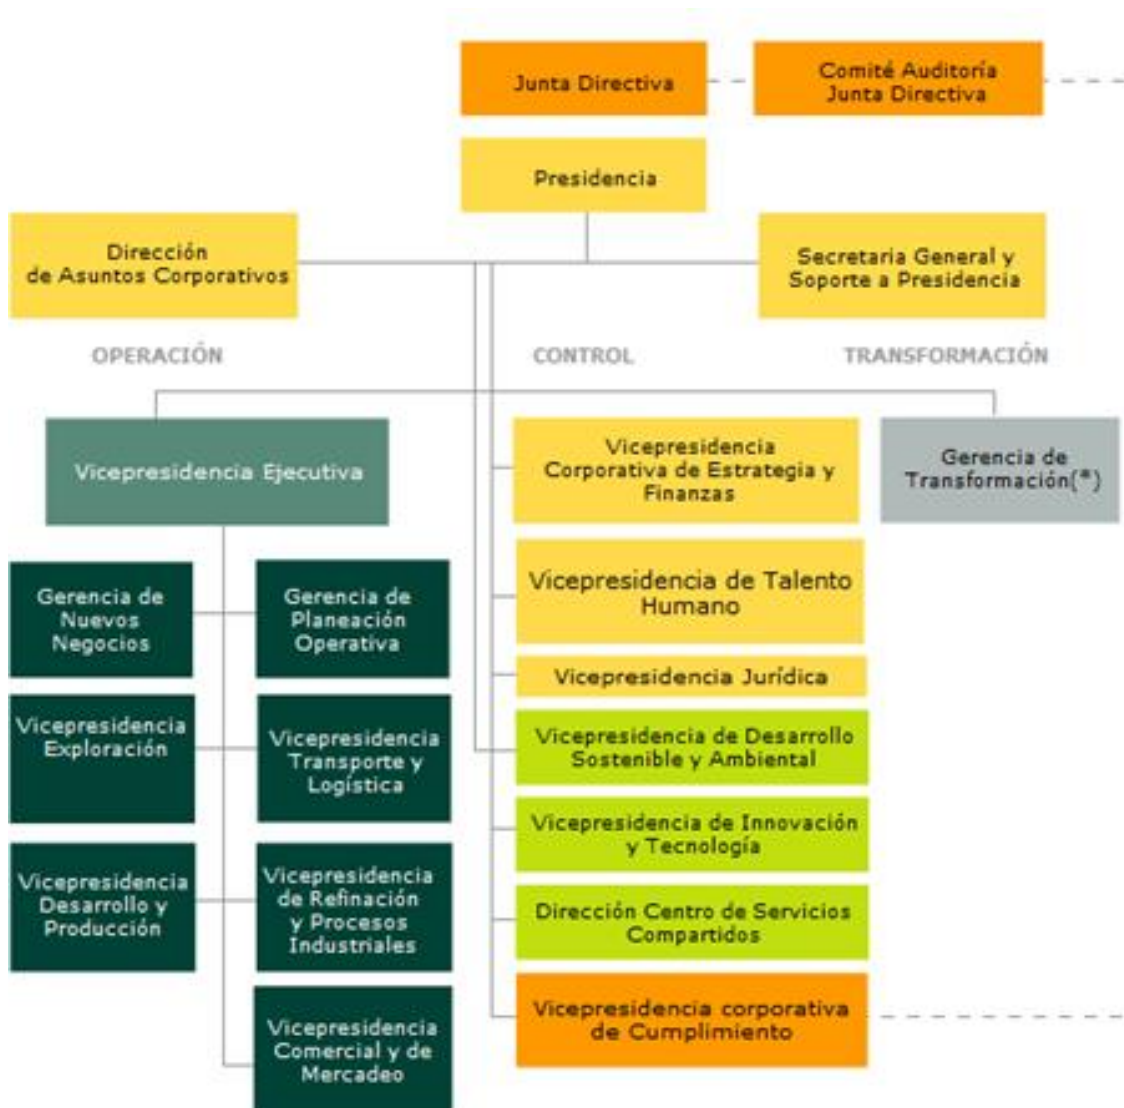 Junta Directiva
Comité Auditoría
Junta Directiva
Presidencia
Dirección
de Asuntos Corporativos
Secretaria General y
Soporte a Presidencia
OPERACIÓN
CONTROL
TRANSFORMACIÓN
Vicepresidencia Ejecutiva
Vicepresidencia
Corporativa de Estrategia y
Finanzas
Gerencia de
Transformación(*)
Gerencia de
Nuevos
Negocios
Gerencia de
Planeación
Operativa
Vicepresidencia de Talento
Humano
Vicepresidencia Jurídica
Vicepresidencia
Exploración
Vicepresidencia
Transporte y
Logística
Vicepresidencia de Desarrollo
Sostenible y Ambiental
Vicepresidencia de Innovación
y Tecnología
Vicepresidencia
Desarrollo y
Producción
Vicepresidencia
de Refinación
y Procesos
Industriales
Dirección Centro de Servicios
Compartidos
Vicepresidencia corporativa
de Cumplimiento
Vicepresidencia
Comercial y de
Mercadeo